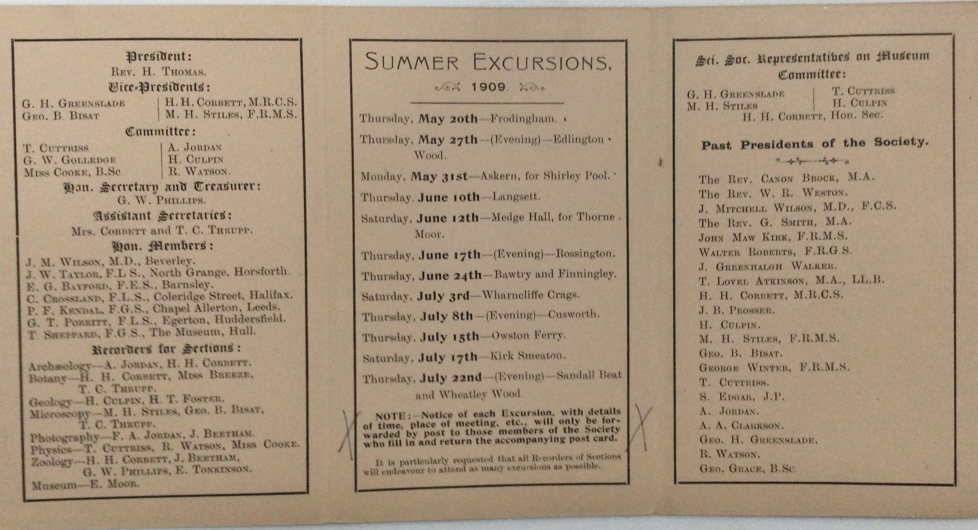 President:
Rev. H. Thomas.
Vice-Presidents:
G. H. Greenslade
Geo. B. Bisat
H. H. Corbett, M.R.C.S.
M. H. Stiles, F.R.M.S.
Committee:
T. Cuttriss
G. W. Golledge
Miss Cooke, B.Sc
A. Jordan
H. Culpin
R. Watson.
Hon. Secretary and Treasurer:
G. W. Phillips.
Assistant Secretaries:
Mrs. Corbett and T. C. Thrupp.
Hon. Members:
J. M. Wilson, M.D., Beverley.
J. W. Taylor, F.L S., North Grange, Horsforth.
E. G. Bayford, F.E.S., Barnsley.
C. Crossland, F.L.S., Coleridge Street, Halifax.
P. F. Kendal, F.G.S., Chapel Allerton, Leeds.
G. T. Porritt, F.L.S., Egerton, Huddersfield.
T. Sheppard, F.G.S., The Museum, Hull.
Recorders for Sections:
Archæology—A. Jordan, H. H. Corbett.
Botany—H. H. Corbett, Miss Breeze,
T. C. Thrupp.
Geology—H. Culpin, H. T. Foster.
Microscopy—M. H. Stiles, Geo. B. Bisat,
T. C. Thrupp.
Photography—F. A. Jordan, J. Beetham.
Physics—T. Cuttriss, R. Watson, Miss Cooke.
Zoology—H. H. Corbett, J. Beetham,
G. W. Phillips, E. Tonkinson.
Museum—E. Moon.
Summer Excursions,
1909.
Thursday, May 20th—Frodingham.
Thursday, May 27th—(Evening)—Edlington
Wood.
Monday, May 31st—Askern, for Shirley Pool.
Thursday, June 10th—Langsett.
Saturday, June 12th—Medge Hall, for Thorne
Moor.
Thursday, June 17th—(Evening)—Rossington.
Thursday, June 24th—Bawtry and Finningley.
Saturday, July 3rd—Wharncliffe Crags.
Thursday, July 8th—(Evening)—Cusworth.
Thursday, July 15th—Owston Ferry.
Saturday, July 17th—Kirk Smeaton.
Thursday, July 22nd—(Evening)—Sandall Beat
and Wheatley Wood.
NOTE:—Notice of each Excursion, with details
of time, place of meeting, etc., will only be for-
warded by post to those members of the Society
who fill in and return the accompanying post card.
It is particularly requested that all Recorders of Sections
will endeavour to attend as many excursions as possible.
Sci. Soc. Representatives on Museum
Committee:
G. H. Greenslade
M. H. Stiles
T. Cuttriss
H. Culpin
H. H. Corbett, Hon. Sec.
Past Presidents of the Society.
The Rev. Canon Brock, M.A.
The Rev. W. R. Weston.
J. Mitchell Wilson, M.D., F.C.S.
The Rev. G. Smith, M.A.
John Maw Kirk, F.R.M.S.
Walter Roberts, F.R.G.S.
J. Greenhalgh Walker.
T. Lovel Atkinson, M.A., LL.B.
H. H. Corbett, M.R.C.S.
J. B. Prosser.
H. Culpin.
M. H. Stiles, F.R.M.S.
Geo. B. Bisat.
George Winter, F.R.M.S.
T. Cuttriss.
S. Edgar, J.P.
A. Jordan.
A. A. Clarkson.
Geo. H. Greenslade.
R. Watson.
Geo. Grace, B.Sc.